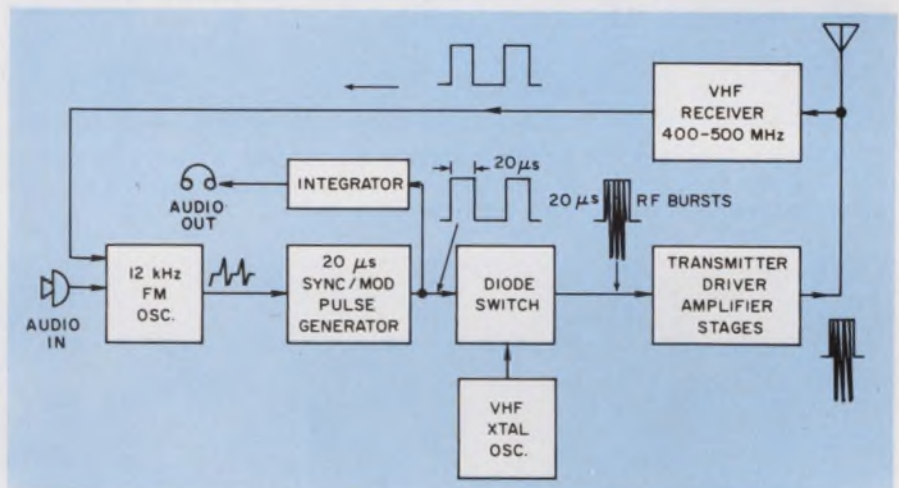 VHF
RECEIVER
400-500 MHz
20 μs
INTEGRATOR
AUDIO
OUT
20 μs
RF BURSTS
12 kHz
FM
OSC.
20 μs
SYNC/MOD
PULSE
GENERATOR
DIODE
SWITCH
TRANSMITTER
DRIVER
AMPLIFIER
STAGES
AUDIO
IN
VHF
XTAL
OSC.